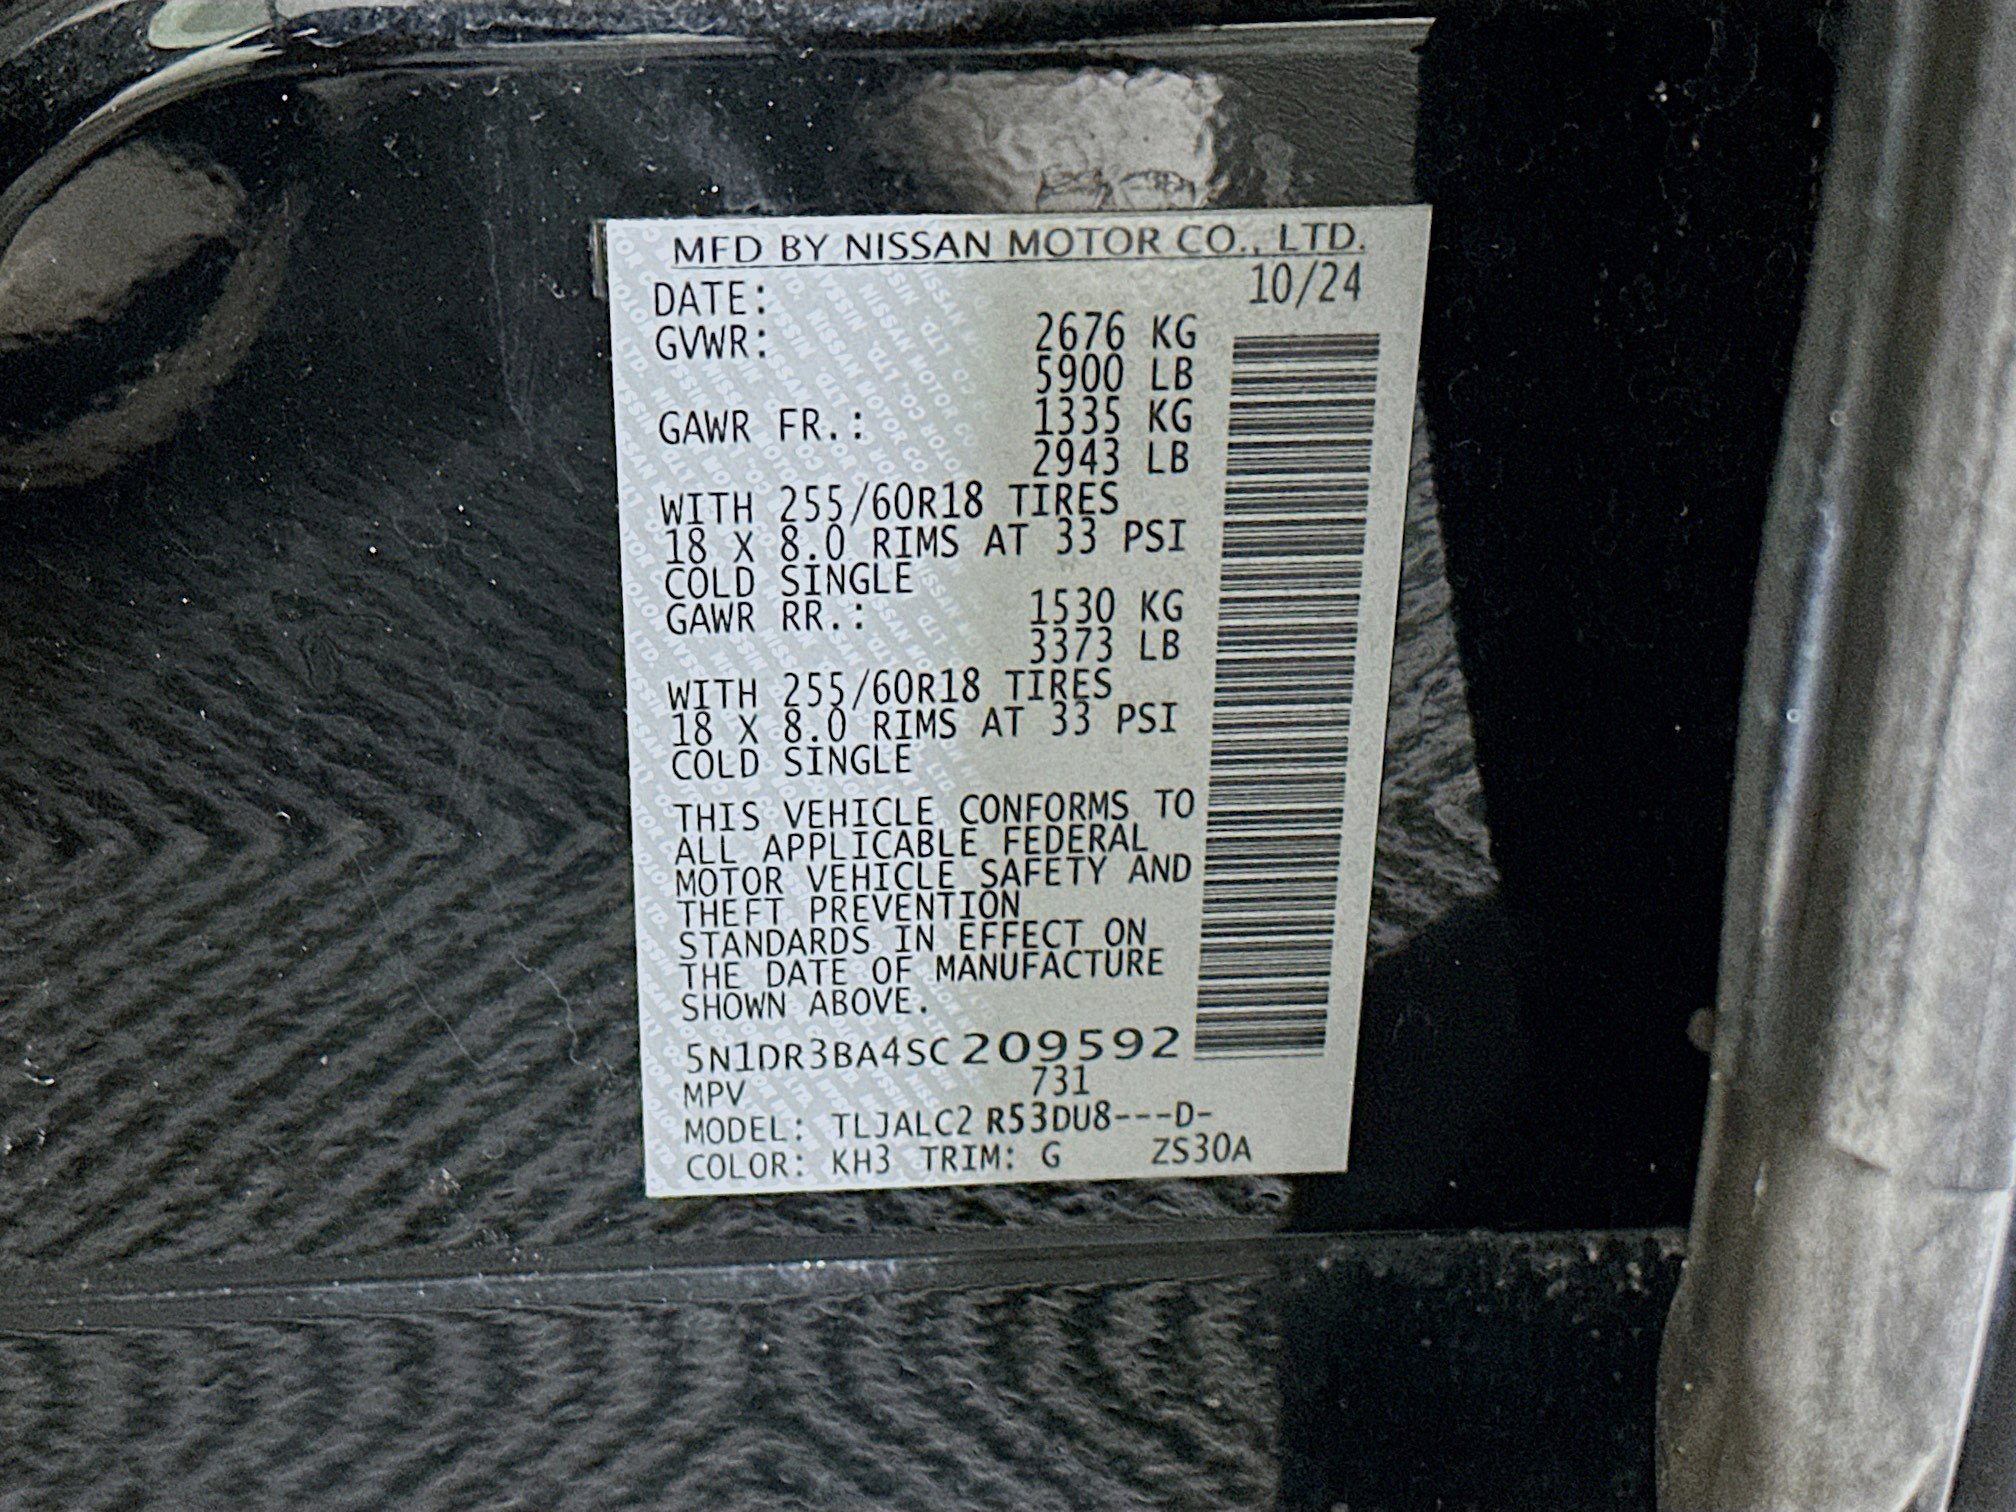 MFD BY NISSAN MOTOR CO., LTD.
DATE: 10/24
GVWR: 2676 KG
5900 LB
GAWR FR.: 1335 KG
2943 LB
WITH 255/60R18 TIRES
18 X 8.0 RIMS AT 33 PSI
COLD SINGLE
GAWR RR.: 1530 KG
3373 LB
WITH 255/60R18 TIRES
18 X 8.0 RIMS AT 33 PSI
COLD SINGLE
THIS VEHICLE CONFORMS TO
ALL APPLICABLE FEDERAL
MOTOR VEHICLE SAFETY AND
THEFT PREVENTION
STANDARDS IN EFFECT ON
THE DATE OF MANUFACTURE
SHOWN ABOVE.
5N1DR3BA4SC209592
MPV 731
MODEL: TLJALC2 R53DU8---D-
COLOR: KH3 TRIM: G ZS30A